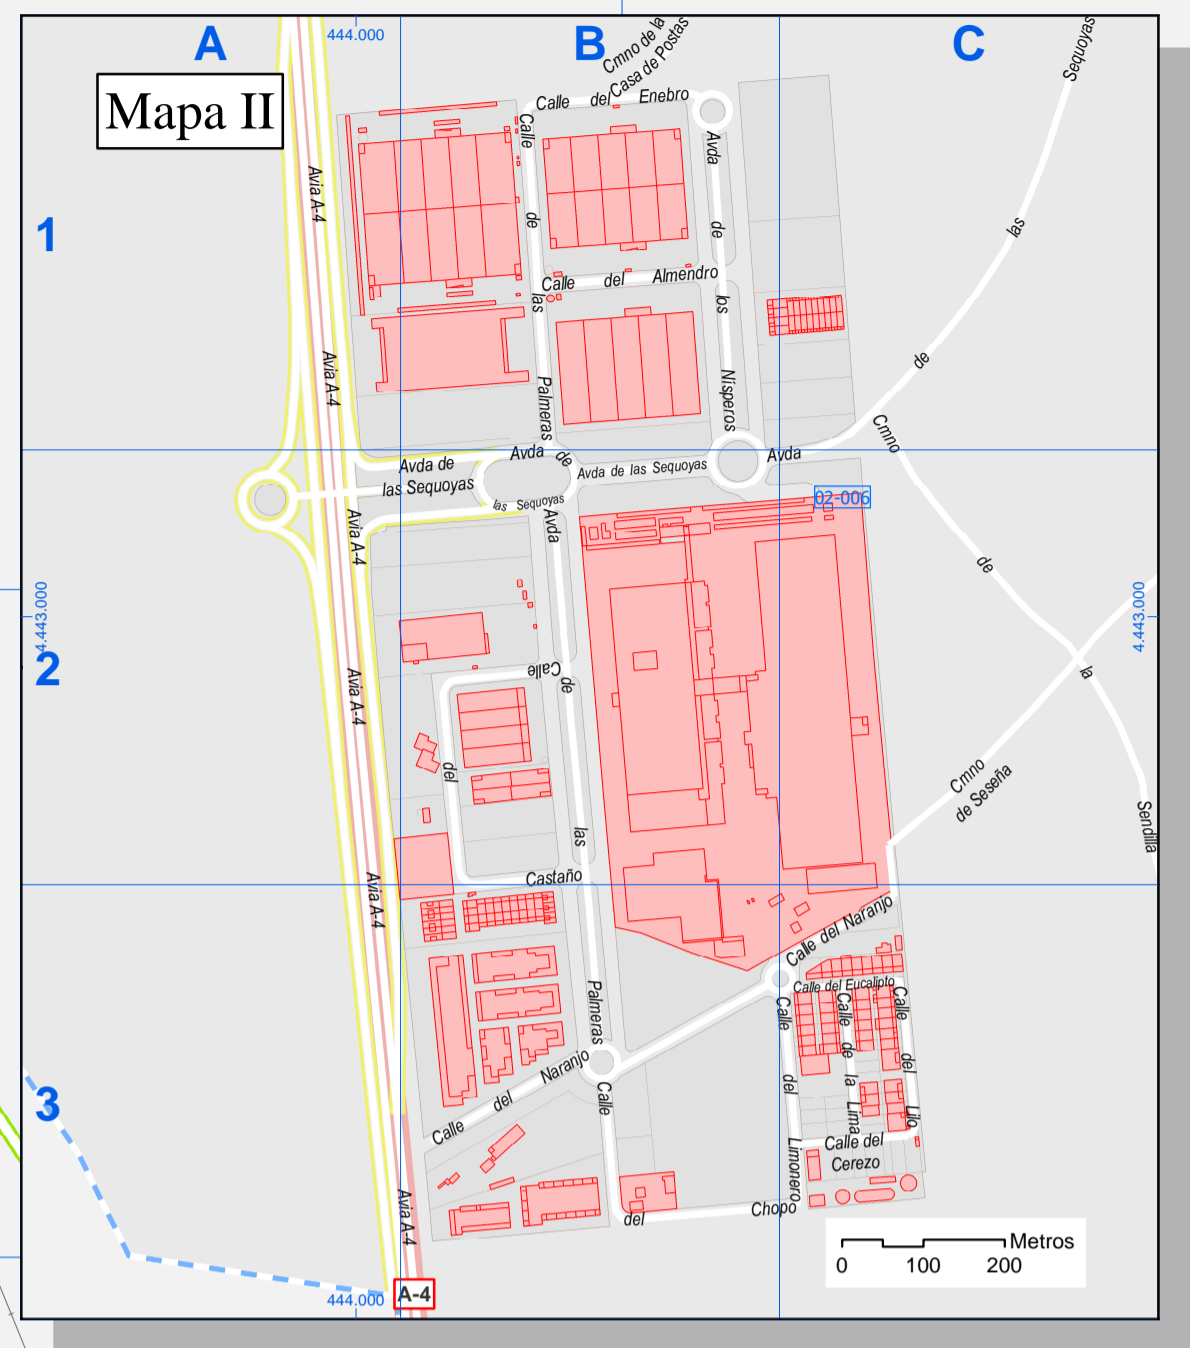 A
444.000
B
C
Mapa II
Cmno de la
Casa de Postas
Sequoyas
Calle del Enebro
Calle
Avda
Avia A-4
1
de
de
las
Calle del Almendro
las
los
Avia A-4
de
Palmeras
Nisperos
Cmno
Avda de
las Sequoyas
Avda
de
Avda de las Sequoyas
Avda
las Sequoyas
02-006
Avia A-4
Avda
de
4.443.000
4.443.000
2
Calle
de
la
Avia A-4
del
Cmno
de Seseña
las
Sendilla
Castaño
Avia A-4
Calle del Naranjo
Calle del Eucalipto
Palmeras
Calle
Calle
Calle
de
la
Lima
del
del
Lilo
3
Calle del Naranjo
Calle
Limonero
Calle del
Cerezo
Avia A-4
del
Chopo
Metros
0 100 200
A-4
444.000